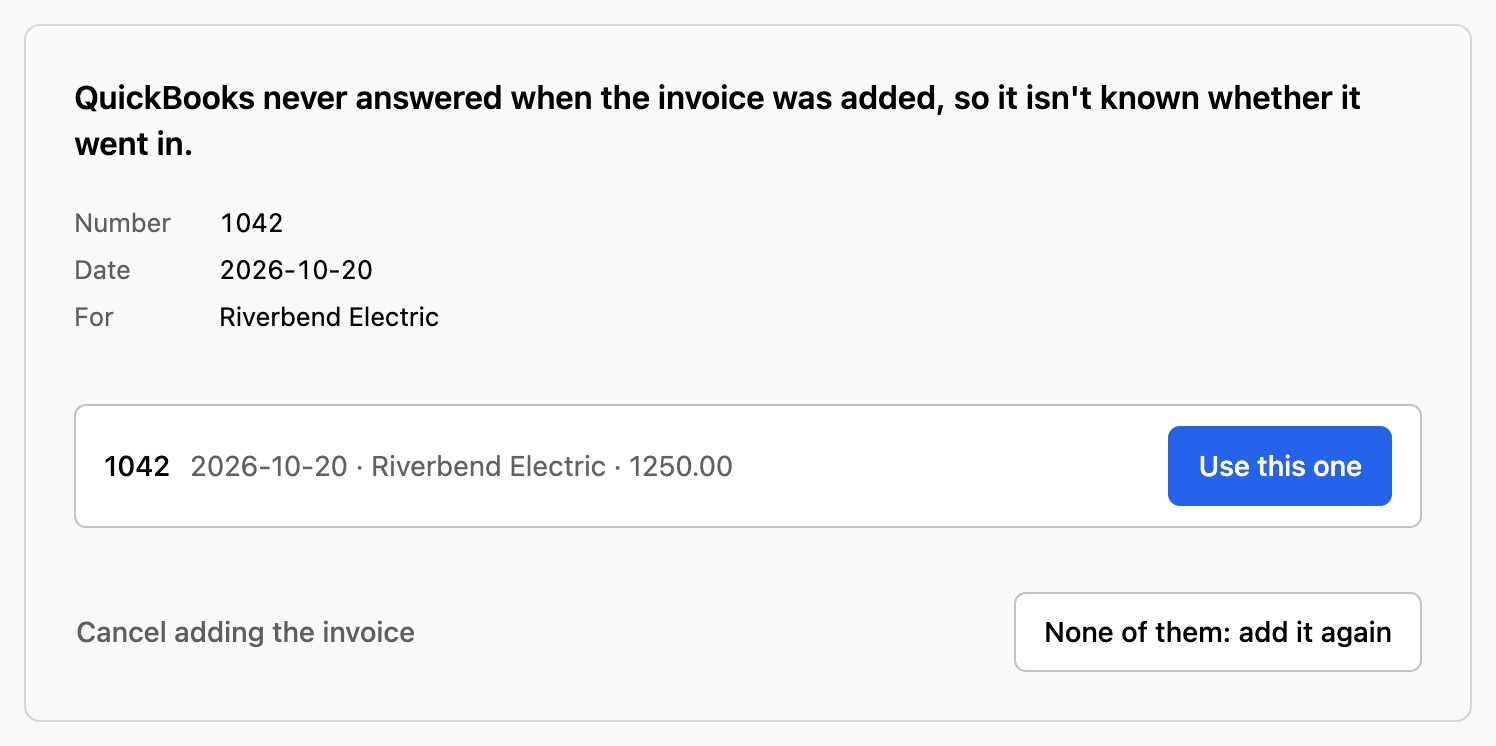 QuickBooks never answered when the invoice was added, so it isn't known whether it
went in.
Number 1042
Date 2026-10-20
For Riverbend Electric
1042 2026-10-20 · Riverbend Electric · 1250.00 Use this one
Cancel adding the invoice None of them: add it again